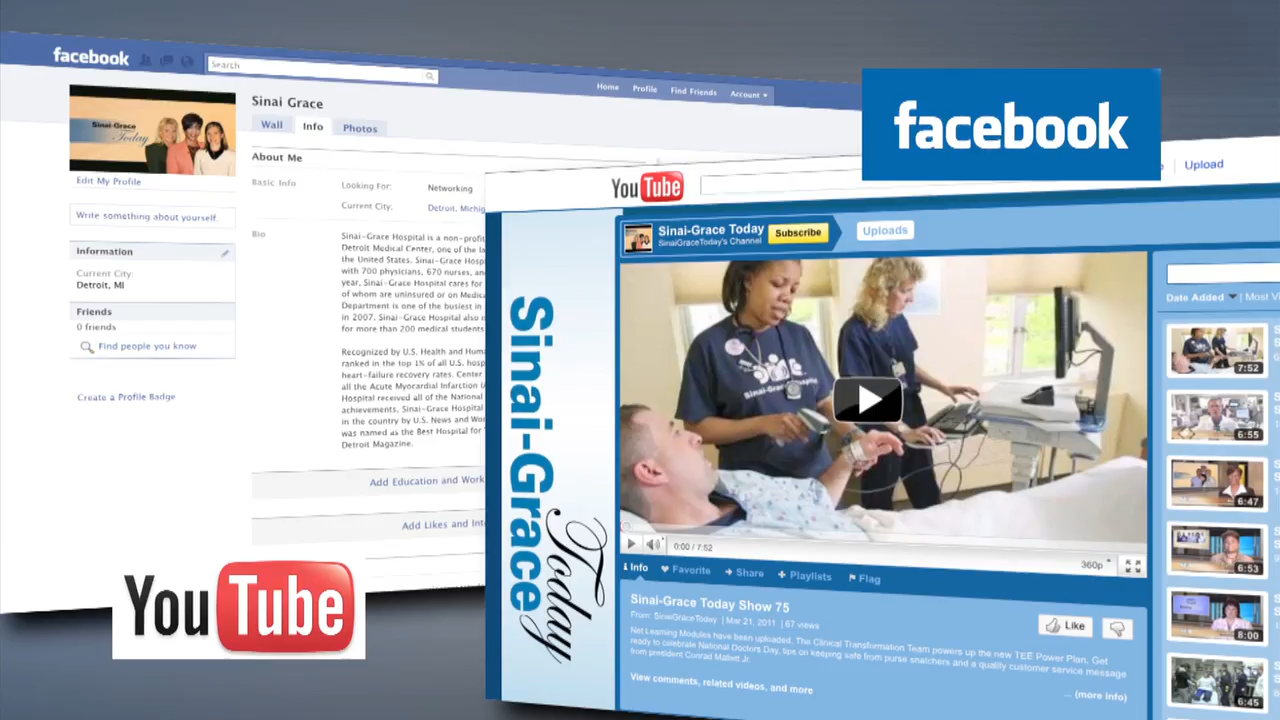 facebook
Search
Home
Profile
Find Friends
Account
Sinai-Grace
Today
Edit My Profile
Write something about yourself.
Information
Current City:
Detroit, MI
Friends
0 friends
Find people you know
Create a Profile Badge
Sinai Grace
Wall
Info
Photos
About Me
Basic Info
Looking For:
Networking
Current City:
Detroit, Michig
Bio
Sinai-Grace Hospital is a non-profit
Detroit Medical Center, one of the la
the United States. Sinai-Grace Hospi
with 700 physicians, 670 nurses, an
year, Sinai-Grace Hospital cares for
of whom are uninsured or on Medica
Department is one of the busiest in
in 2007. Sinai-Grace Hospital also i
for more than 200 medical students
Recognized by U.S. Health and Huma
ranked in the top 1% of all U.S. hosp
heart-failure recovery rates. Center
all the Acute Myocardial Infarction (A
Hospital received all of the National
achievements, Sinai-Grace Hospital
in the country by U.S. News and Wor
was named as the Best Hospital for
Detroit Magazine.
Add Education and Work
Add Likes and Int
facebook
YouTube
Upload
Sinai-Grace Today
SinaiGraceToday's Channel
Subscribe
Uploads
Date Added
Most Vi
Sinai-Grace
Today
Sinai-Grace Hospital
7:52
6:55
6:47
6:53
8:00
6:45
0:00 / 7:52
360p
Info
Favorite
Share
Playlists
Flag
Sinai-Grace Today Show 75
From: SinaiGraceToday | Mar 21, 2011 | 67 views
Like
Net Learning Modules have been uploaded. The Clinical Transformation Team powers up the new TEE Power Plan, Get
ready to celebrate National Doctors Day, tips on keeping safe from purse snatchers and a quality customer service message
from president Conrad Mallett Jr.
View comments, related videos, and more
... (more info)
YouTube